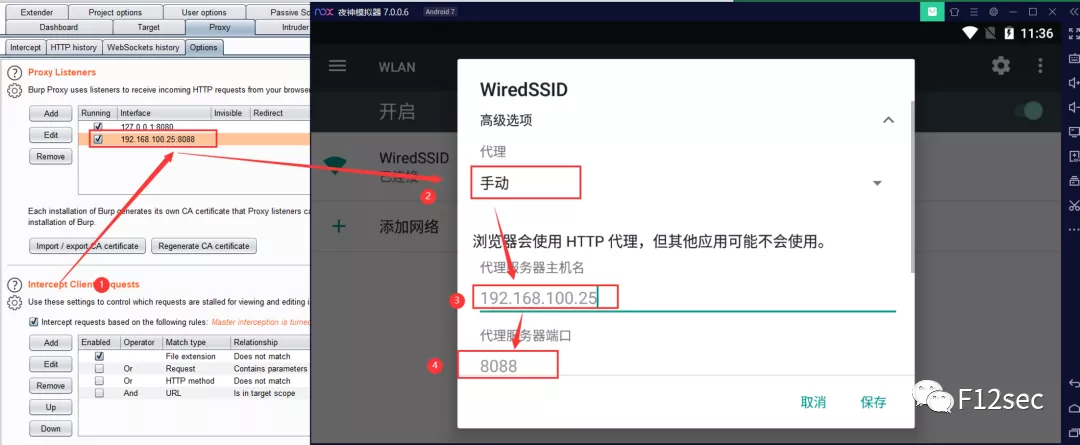 Extender Project options User options Passive Sc
Dashboard Target Proxy Intruder
Intercept HTTP history WebSockets history Options
Proxy Listeners
Burp Proxy uses listeners to receive incoming HTTP requests from your browser
Add Running Interface Invisible Redirect
127.0.0.1:8080
Edit 192.168.100.25:8088
Remove
Each installation of Burp generates its own CA certificate that Proxy listeners ca
installation of Burp.
Import / export CA certificate Regenerate CA certificate
1
Intercept Client Requests
Use these settings to control which requests are stalled for viewing and editing i
Intercept requests based on the following rules: Master interception is turned
Add Enabled Operator Match type Relationship
File extension Does not match
Edit Or Request Contains parameters
Remove Or HTTP method Does not match
And URL Is in target scope
Up
Down
nox 夜神模拟器 7.0.0.6 Android 7
11:36
WLAN
开启
WiredSSID
已连接
添加网络
WiredSSID
高级选项
代理
2
手动
浏览器会使用 HTTP 代理，但其他应用可能不会使用。
代理服务器主机名
3 192.168.100.25
代理服务器端口
4 8088
取消 保存
F12sec